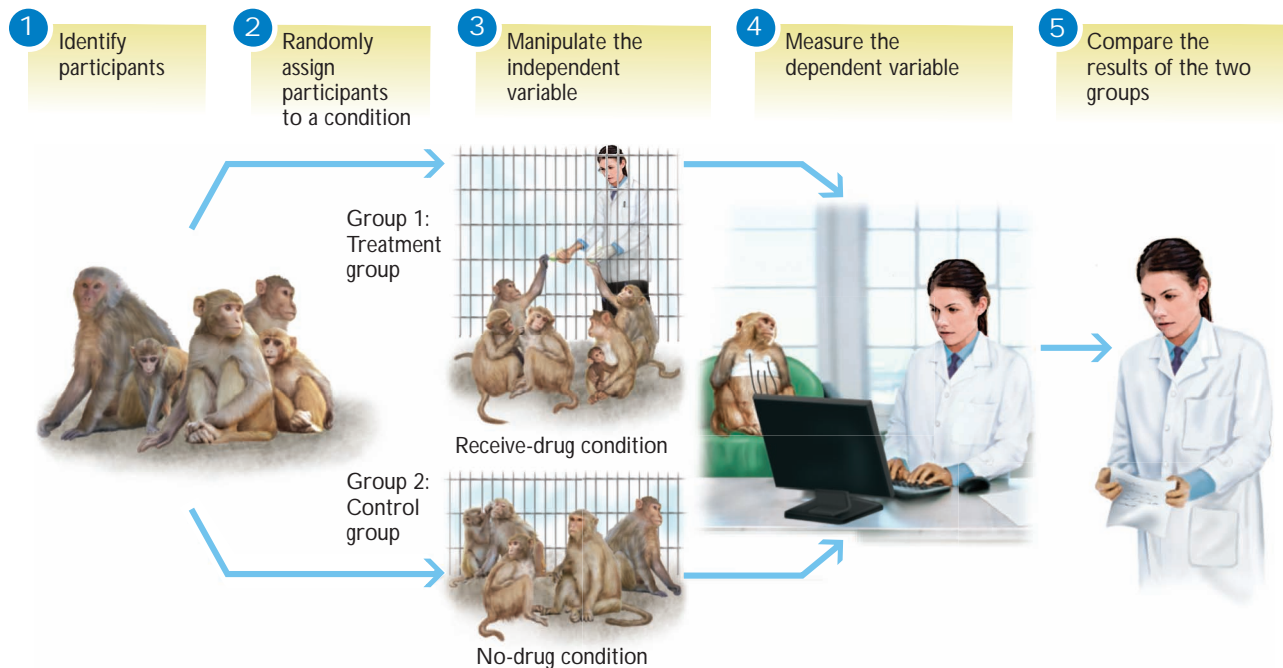 1
Identify
participants
2
Randomly
assign
participants
to a condition
3
Manipulate the
independent
variable
4
Measure the
dependent variable
5
Compare the
results of the two
groups
Group 1:
Treatment
group
Receive-drug condition
Group 2:
Control
group
No-drug condition